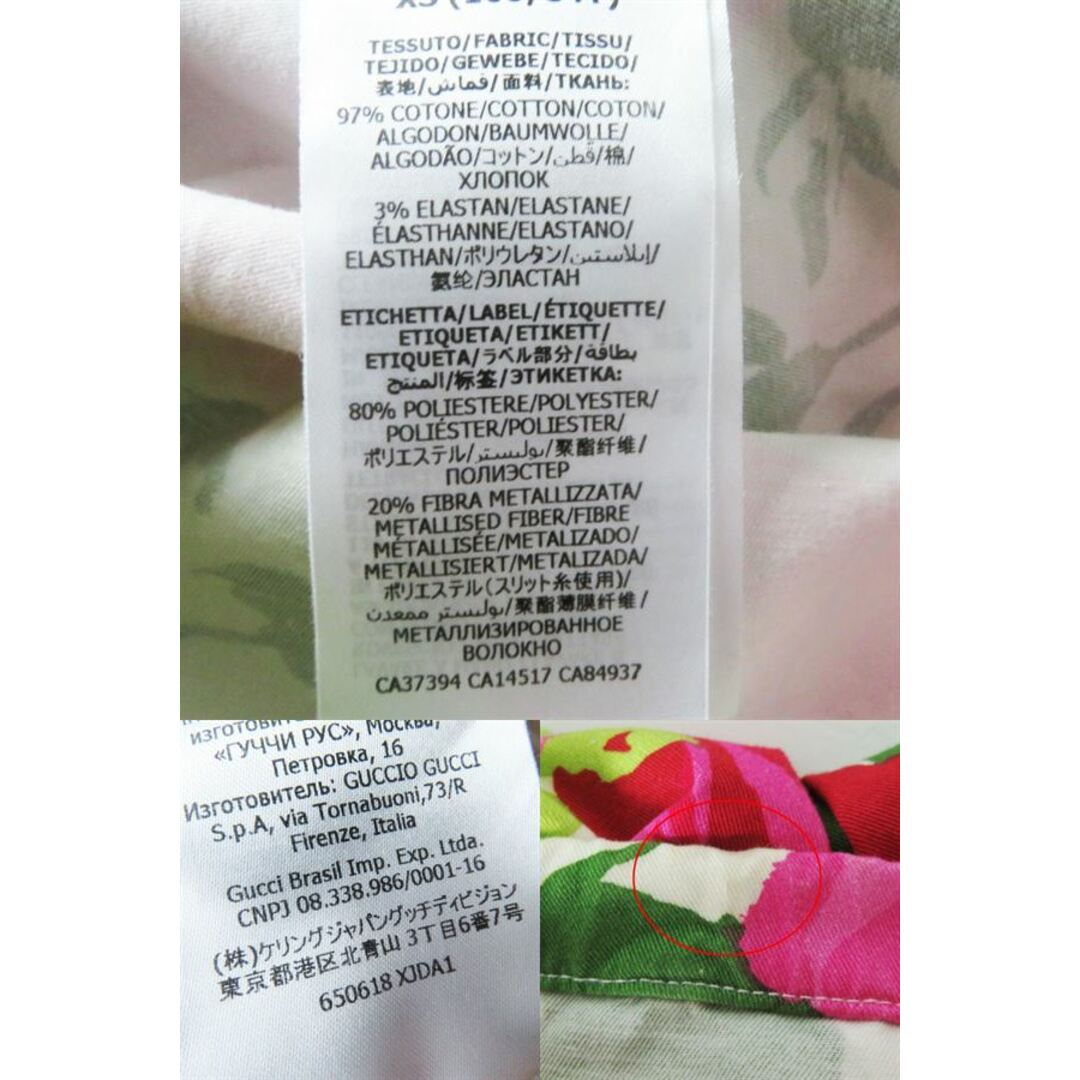 TESSUTO/FABRIC/TISSU/
TEJIDO/GEWEBE/TECIDO/
表地/قماش/面料/ТКАНЬ:
97% COTONE/COTTON/COTON/
ALGODON/BAUMWOLLE/
ALGODÃO/コットン/قُطن/棉/
ХЛОПОК
3% ELASTAN/ELASTANE/
ÉLASTHANNE/ELASTANO/
ELASTHAN/ポリウレタン/إيلاستين/
氨纶/ЭЛАСТАН
ETICHETTA/LABEL/ÉTIQUETTE/
ETIQUETA/ETIKETT/
ETIQUETA/ラベル部分/بطاقة
المنتج/标签/ЭТИКЕТКА:
80% POLIESTERE/POLYESTER/
POLIÉSTER/POLIESTER/
ポリエステル/بوليستر/聚酯纤维/
ПОЛИЭСТЕР
20% FIBRA METALLIZZATA/
METALLISED FIBER/FIBRE
MÉTALLISÉE/METALIZADO/
METALLISIERT/METALIZADA/
ポリエステル(スリット糸使用)/
بوليستر ممعدن/聚酯薄膜纤维/
МЕТАЛЛИЗИРОВАННОЕ
ВОЛОКНО
CA37394 CA14517 CA84937
«ГУЧЧИ РУС», Москва,
Петровка, 16
Изготовитель: GUCCIO GUCCI
S.p.A, via Tornabuoni,73/R
Firenze, Italia
Gucci Brasil Imp. Exp. Ltda.
CNPJ 08.338.986/0001-16
(株)ケリングジャパングッチディビジョン
東京都港区北青山3丁目6番7号
650618 XJDA1